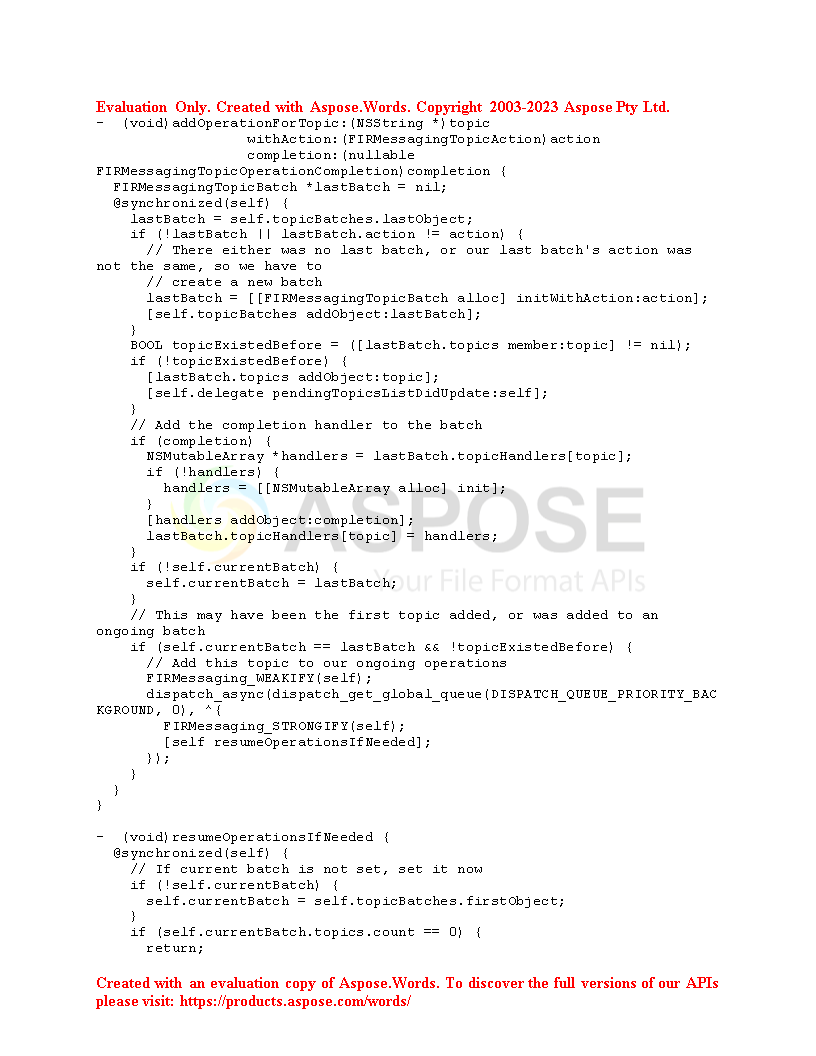 Evaluation Only. Created with Aspose.Words. Copyright 2003-2023 Aspose Pty Ltd.
- (void)addOperationForTopic:(NSString *)topic
                  withAction:(FIRMessagingTopicAction)action
                  completion:(nullable
FIRMessagingTopicOperationCompletion)completion {
  FIRMessagingTopicBatch *lastBatch = nil;
  @synchronized(self) {
    lastBatch = self.topicBatches.lastObject;
    if (!lastBatch || lastBatch.action != action) {
      // There either was no last batch, or our last batch's action was
not the same, so we have to
      // create a new batch
      lastBatch = [[FIRMessagingTopicBatch alloc] initWithAction:action];
      [self.topicBatches addObject:lastBatch];
    }
    BOOL topicExistedBefore = ([lastBatch.topics member:topic] != nil);
    if (!topicExistedBefore) {
      [lastBatch.topics addObject:topic];
      [self.delegate pendingTopicsListDidUpdate:self];
    }
    // Add the completion handler to the batch
    if (completion) {
      NSMutableArray *handlers = lastBatch.topicHandlers[topic];
      if (!handlers) {
        handlers = [[NSMutableArray alloc] init];
      }
      [handlers addObject:completion];
      lastBatch.topicHandlers[topic] = handlers;
    }
    if (!self.currentBatch) {
      self.currentBatch = lastBatch;
    }
    // This may have been the first topic added, or was added to an
ongoing batch
    if (self.currentBatch == lastBatch && !topicExistedBefore) {
      // Add this topic to our ongoing operations
      FIRMessaging_WEAKIFY(self);
      dispatch_async(dispatch_get_global_queue(DISPATCH_QUEUE_PRIORITY_BAC
KGROUND, 0), ^{
        FIRMessaging_STRONGIFY(self);
        [self resumeOperationsIfNeeded];
      });
    }
  }
}

- (void)resumeOperationsIfNeeded {
  @synchronized(self) {
    // If current batch is not set, set it now
    if (!self.currentBatch) {
      self.currentBatch = self.topicBatches.firstObject;
    }
    if (self.currentBatch.topics.count == 0) {
      return;
ASPOSE
Your File Format APIs
Created with an evaluation copy of Aspose.Words. To discover the full versions of our APIs
please visit: https://products.aspose.com/words/